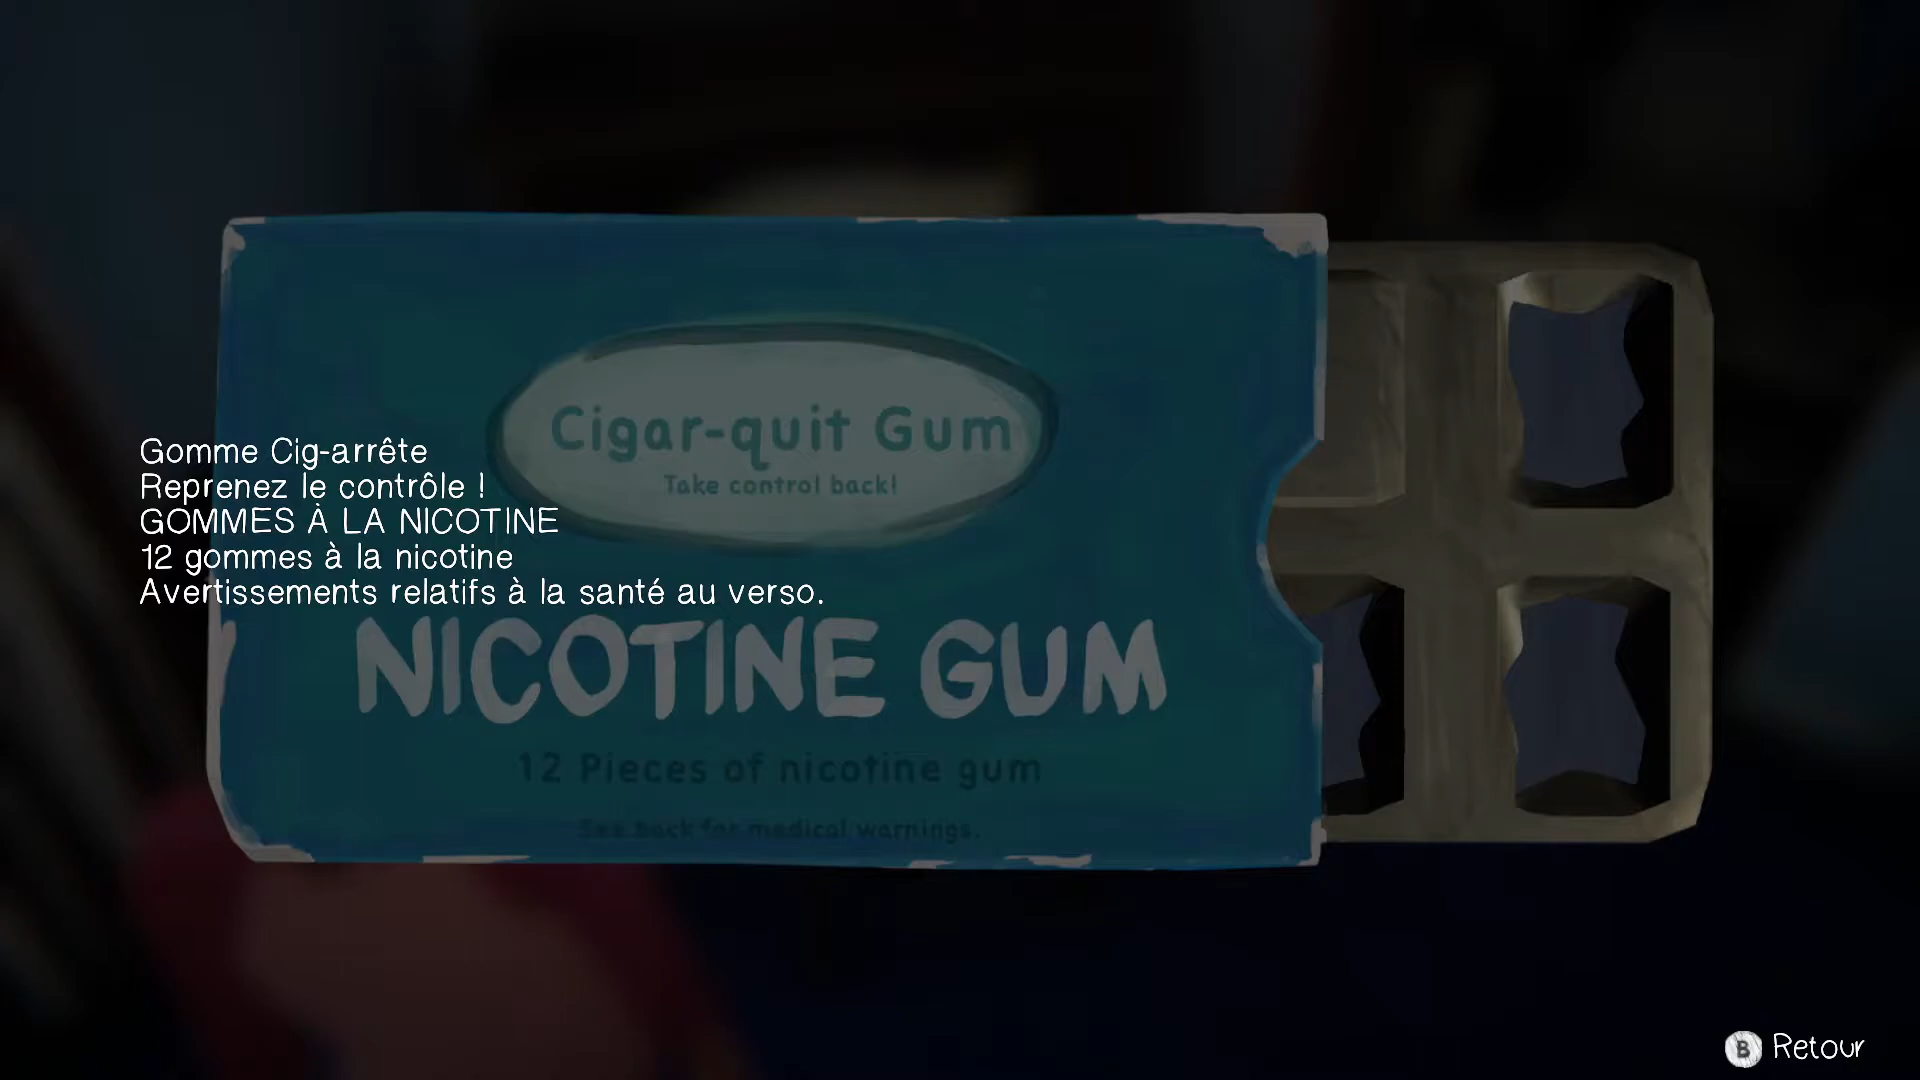 Cigar-quit Gum
Take control back!
Gomme Cig-arrête
Reprenez le contrôle !
GOMMES À LA NICOTINE
12 gommes à la nicotine
Avertissements relatifs à la santé au verso.
NICOTINE GUM
12 Pieces of nicotine gum
See back for medical warnings.
B Retour